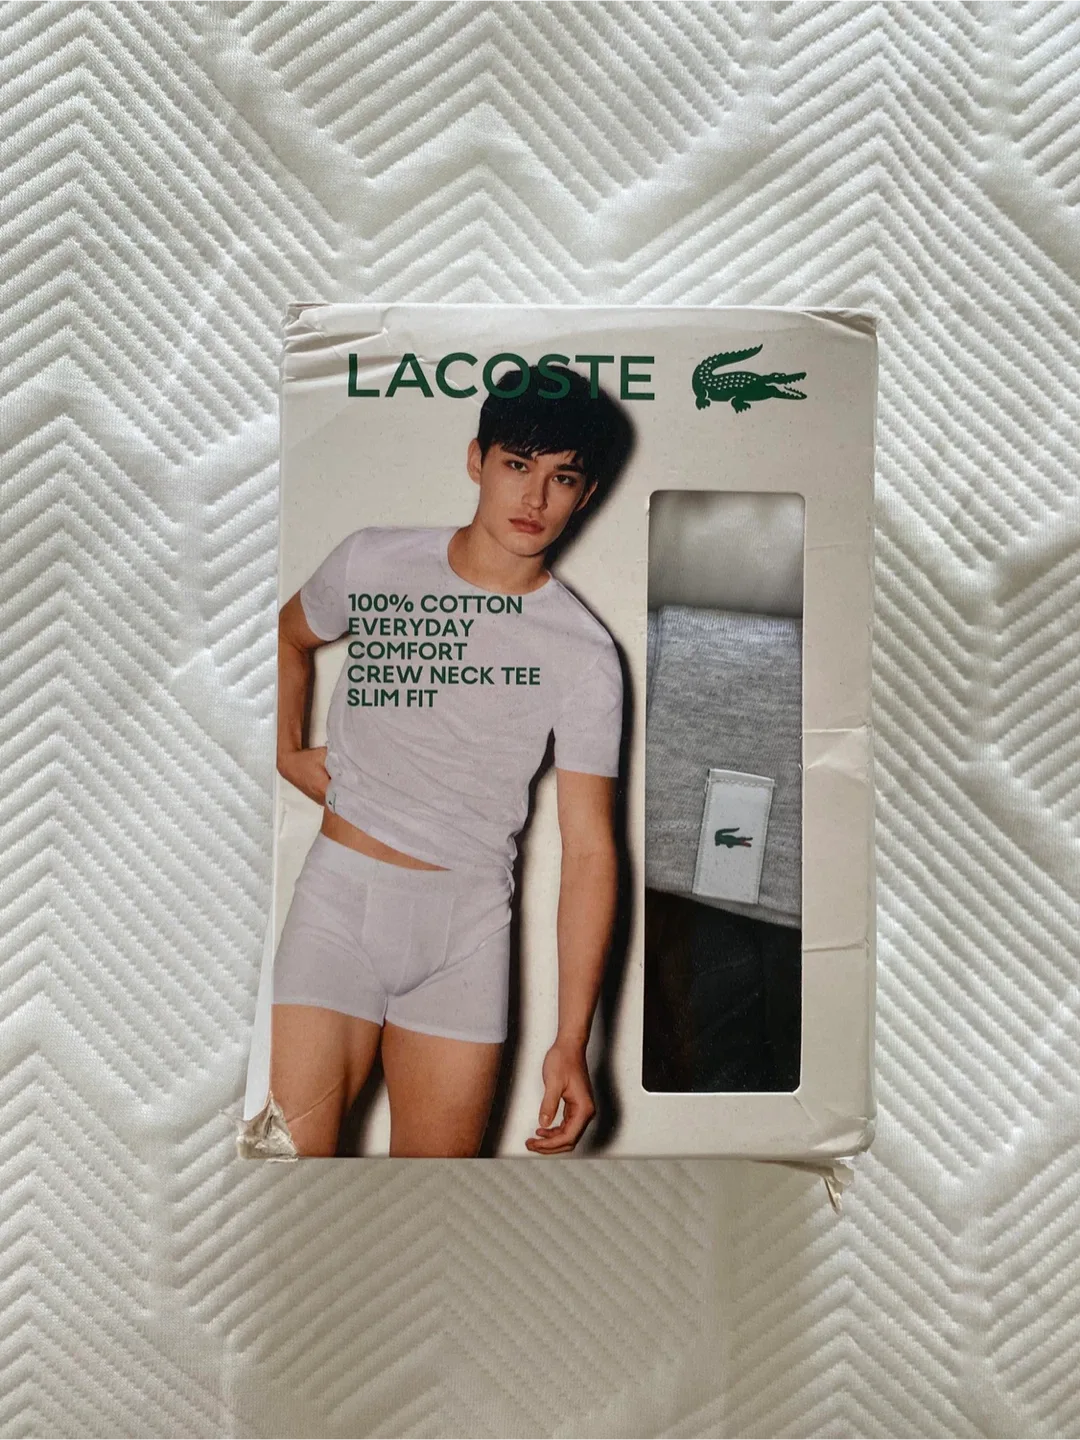 LACOSTE
100% COTTON
EVERYDAY
COMFORT
CREW NECK TEE
SLIM FIT